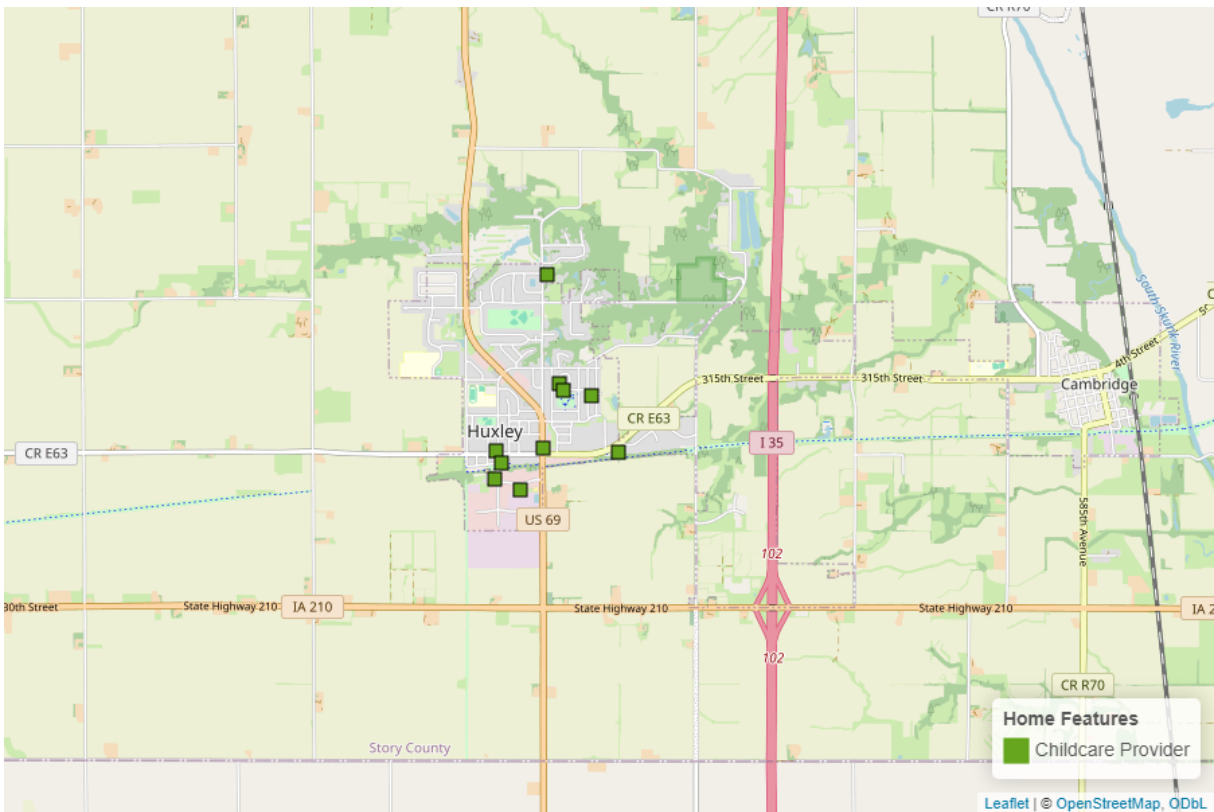 CR R70
South Skunk River
4th Street
315th Street
315th Street
Cambridge
CR E63
Huxley
I 35
CR E63
585th Avenue
US 69
102
30th Street
State Highway 210
IA 210
State Highway 210
State Highway 210
IA 2
102
CR R70
Home Features
Childcare Provider
Story County
Leaflet | © OpenStreetMap, ODbL